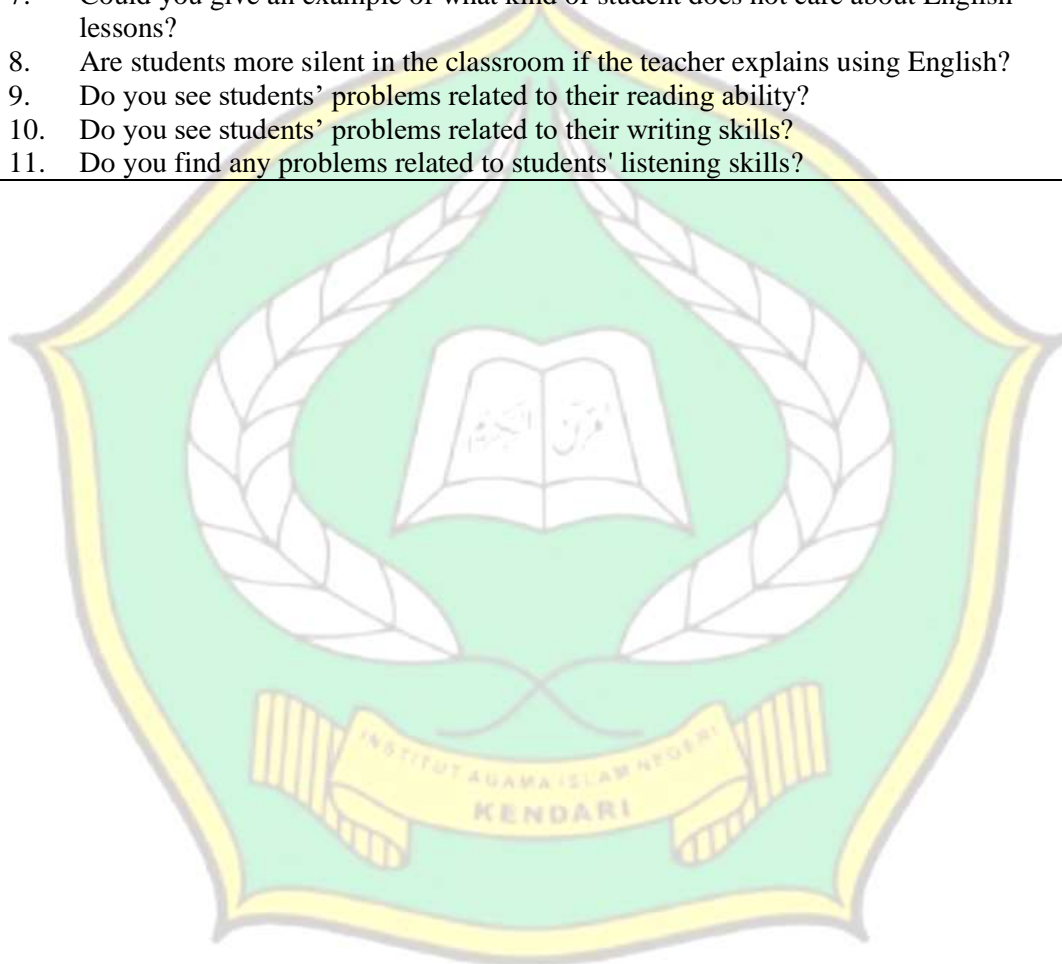 7. Could you give an example of what kind of student does not care about English
lessons?
8. Are students more silent in the classroom if the teacher explains using English?
9. Do you see students’ problems related to their reading ability?
10. Do you see students’ problems related to their writing skills?
11. Do you find any problems related to students' listening skills?
INSTITUT AGAMA ISLAM NEGERI
KENDARI